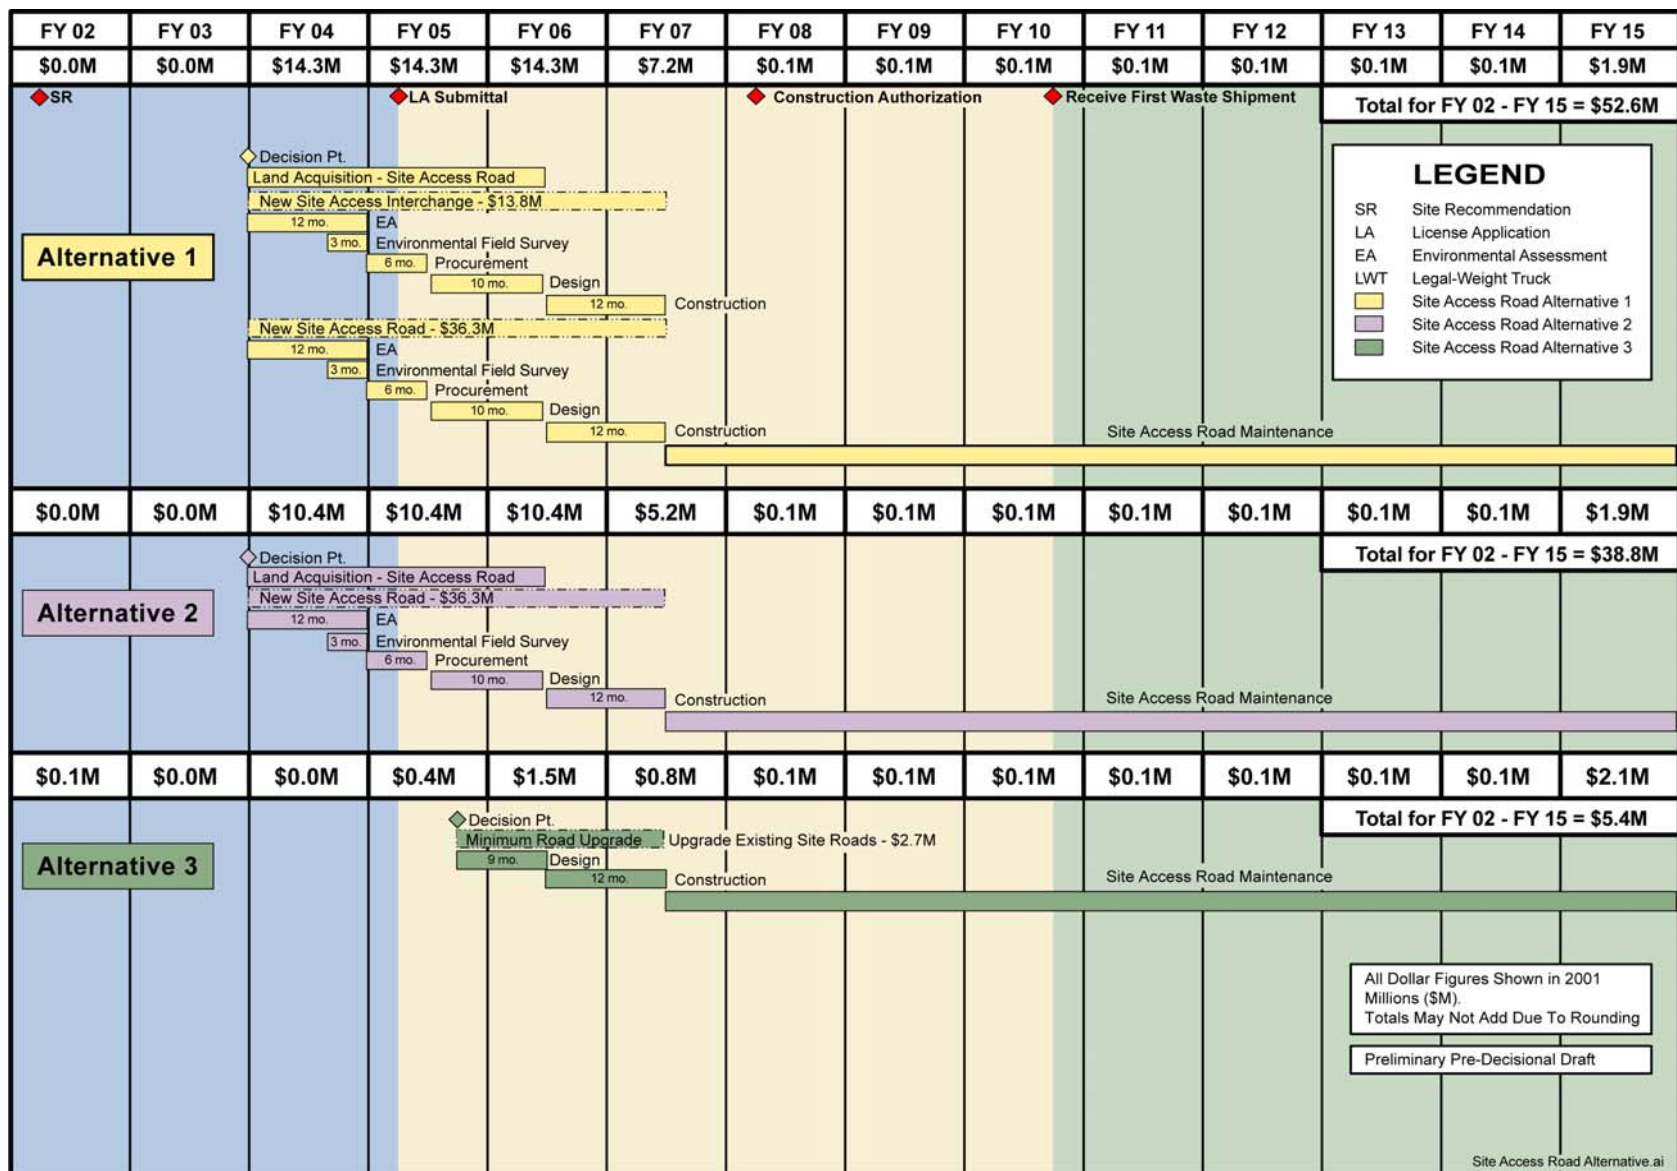 FY 02 FY 03 FY 04 FY 05 FY 06 FY 07 FY 08 FY 09 FY 10 FY 11 FY 12 FY 13 FY 14 FY 15
$0.0M $0.0M $14.3M $14.3M $14.3M $7.2M $0.1M $0.1M $0.1M $0.1M $0.1M $0.1M $0.1M $1.9M
SR LA Submittal Construction Authorization Receive First Waste Shipment
Total for FY 02 - FY 15 = $52.6M
Alternative 1
Decision Pt.
Land Acquisition - Site Access Road
New Site Access Interchange - $13.8M
12 mo. EA
3 mo. Environmental Field Survey
6 mo. Procurement
10 mo. Design
12 mo. Construction
New Site Access Road - $36.3M
12 mo. EA
3 mo. Environmental Field Survey
6 mo. Procurement
10 mo. Design
12 mo. Construction
Site Access Road Maintenance
LEGEND
SR Site Recommendation
LA License Application
EA Environmental Assessment
LWT Legal-Weight Truck
Site Access Road Alternative 1
Site Access Road Alternative 2
Site Access Road Alternative 3
$0.0M $0.0M $10.4M $10.4M $10.4M $5.2M $0.1M $0.1M $0.1M $0.1M $0.1M $0.1M $0.1M $1.9M
Total for FY 02 - FY 15 = $38.8M
Alternative 2
Decision Pt.
Land Acquisition - Site Access Road
New Site Access Road - $36.3M
12 mo. EA
3 mo. Environmental Field Survey
6 mo. Procurement
10 mo. Design
12 mo. Construction
Site Access Road Maintenance
$0.1M $0.0M $0.0M $0.4M $1.5M $0.8M $0.1M $0.1M $0.1M $0.1M $0.1M $0.1M $0.1M $2.1M
Total for FY 02 - FY 15 = $5.4M
Alternative 3
Decision Pt.
Minimum Road Upgrade Upgrade Existing Site Roads - $2.7M
9 mo. Design
12 mo. Construction
Site Access Road Maintenance
All Dollar Figures Shown in 2001
Millions ($M).
Totals May Not Add Due To Rounding
Preliminary Pre-Decisional Draft
Site Access Road Alternative.ai